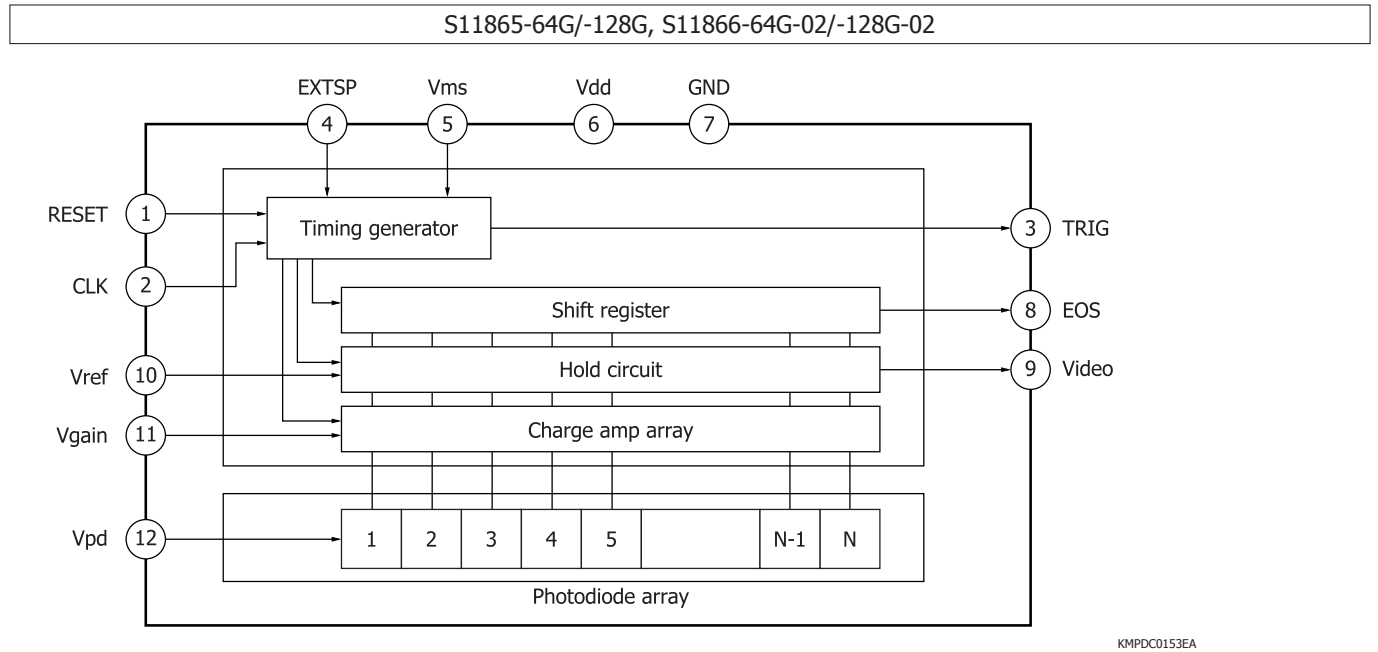 S11865-64G/-128G, S11866-64G-02/-128G-02
EXTSP Vms Vdd GND
4 5 6 7
RESET 1
Timing generator
3 TRIG
CLK 2
Shift register
8 EOS
Vref 10
Hold circuit
9 Video
Vgain 11
Charge amp array
Vpd 12
1 2 3 4 5 N-1 N
Photodiode array
KMPDC0153EA